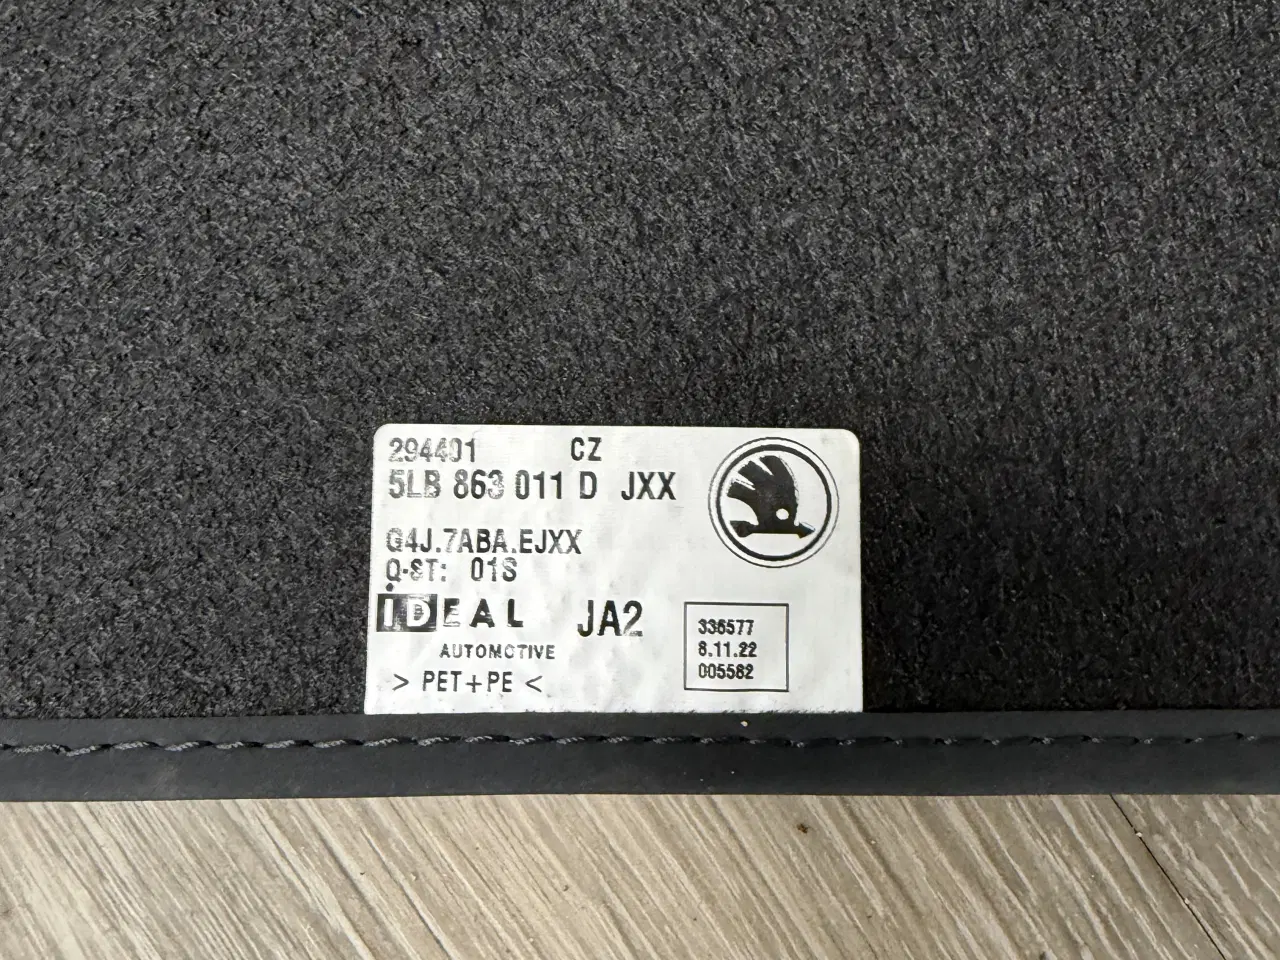 294401 CZ
5LB 863 011 D JXX
G4J.7ABA.EJXX
Q-ST: 01S
IDEAL JA2
AUTOMOTIVE
> PET+PE <
336577
8.11.22
005582